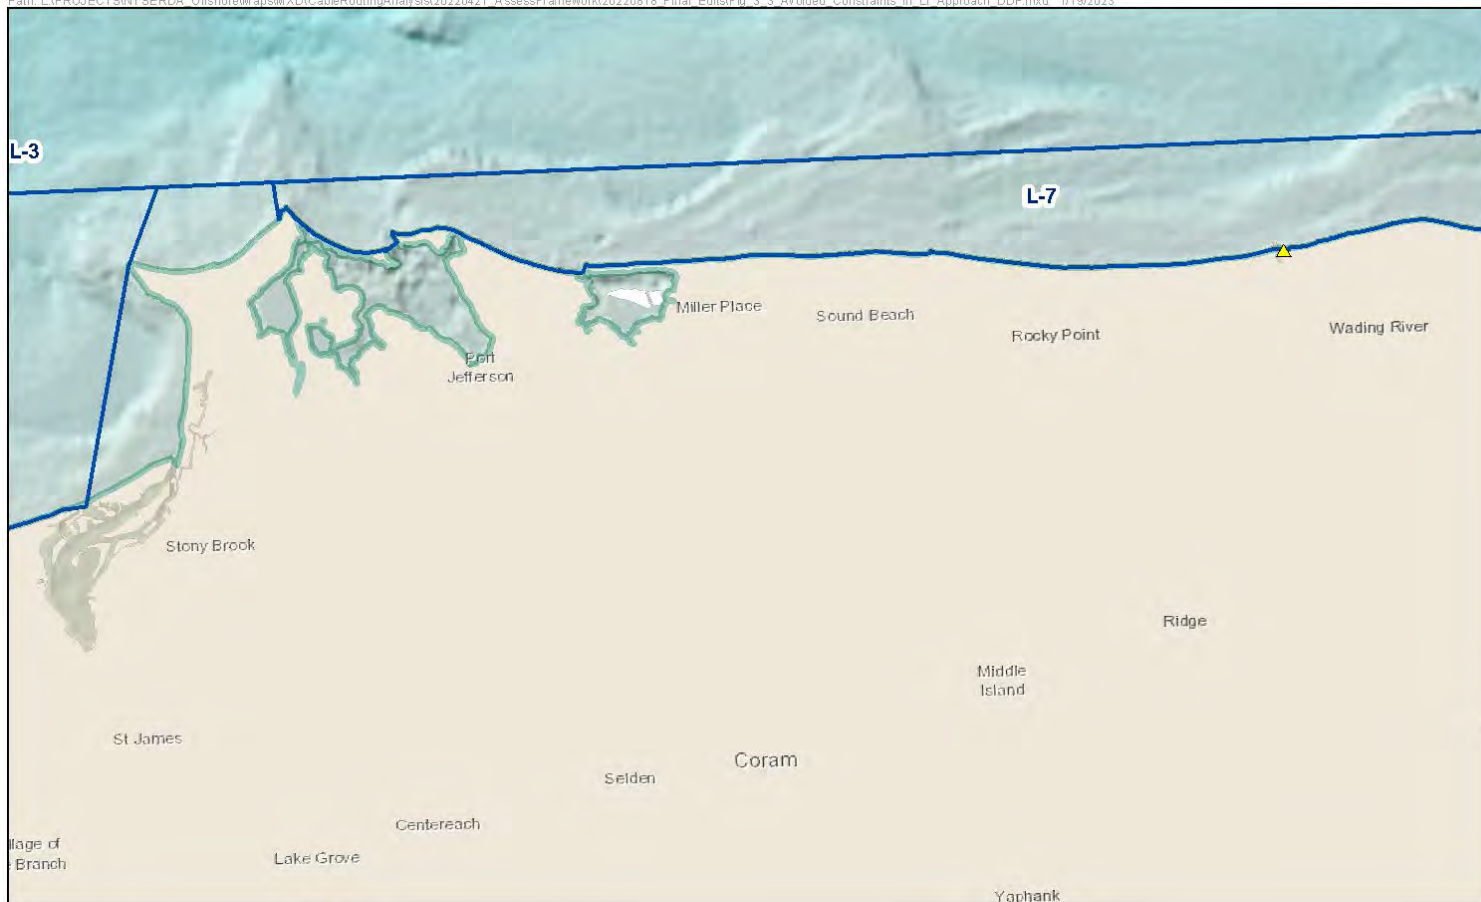 L-3
L-7
Miller Place
Sound Beach
Rocky Point
Wading River
Port
Jefferson
Stony Brook
Ridge
Middle
Island
St James
Coram
Selden
Centereach
Lake Grove
Branch
Yaphank